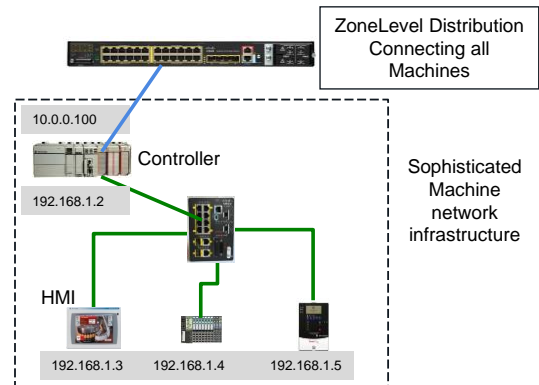 ZoneLevel Distribution
Connecting all
Machines
10.0.0.100
Controller
192.168.1.2
Sophisticated
Machine
network
infrastructure
HMI
192.168.1.3
192.168.1.4
192.168.1.5